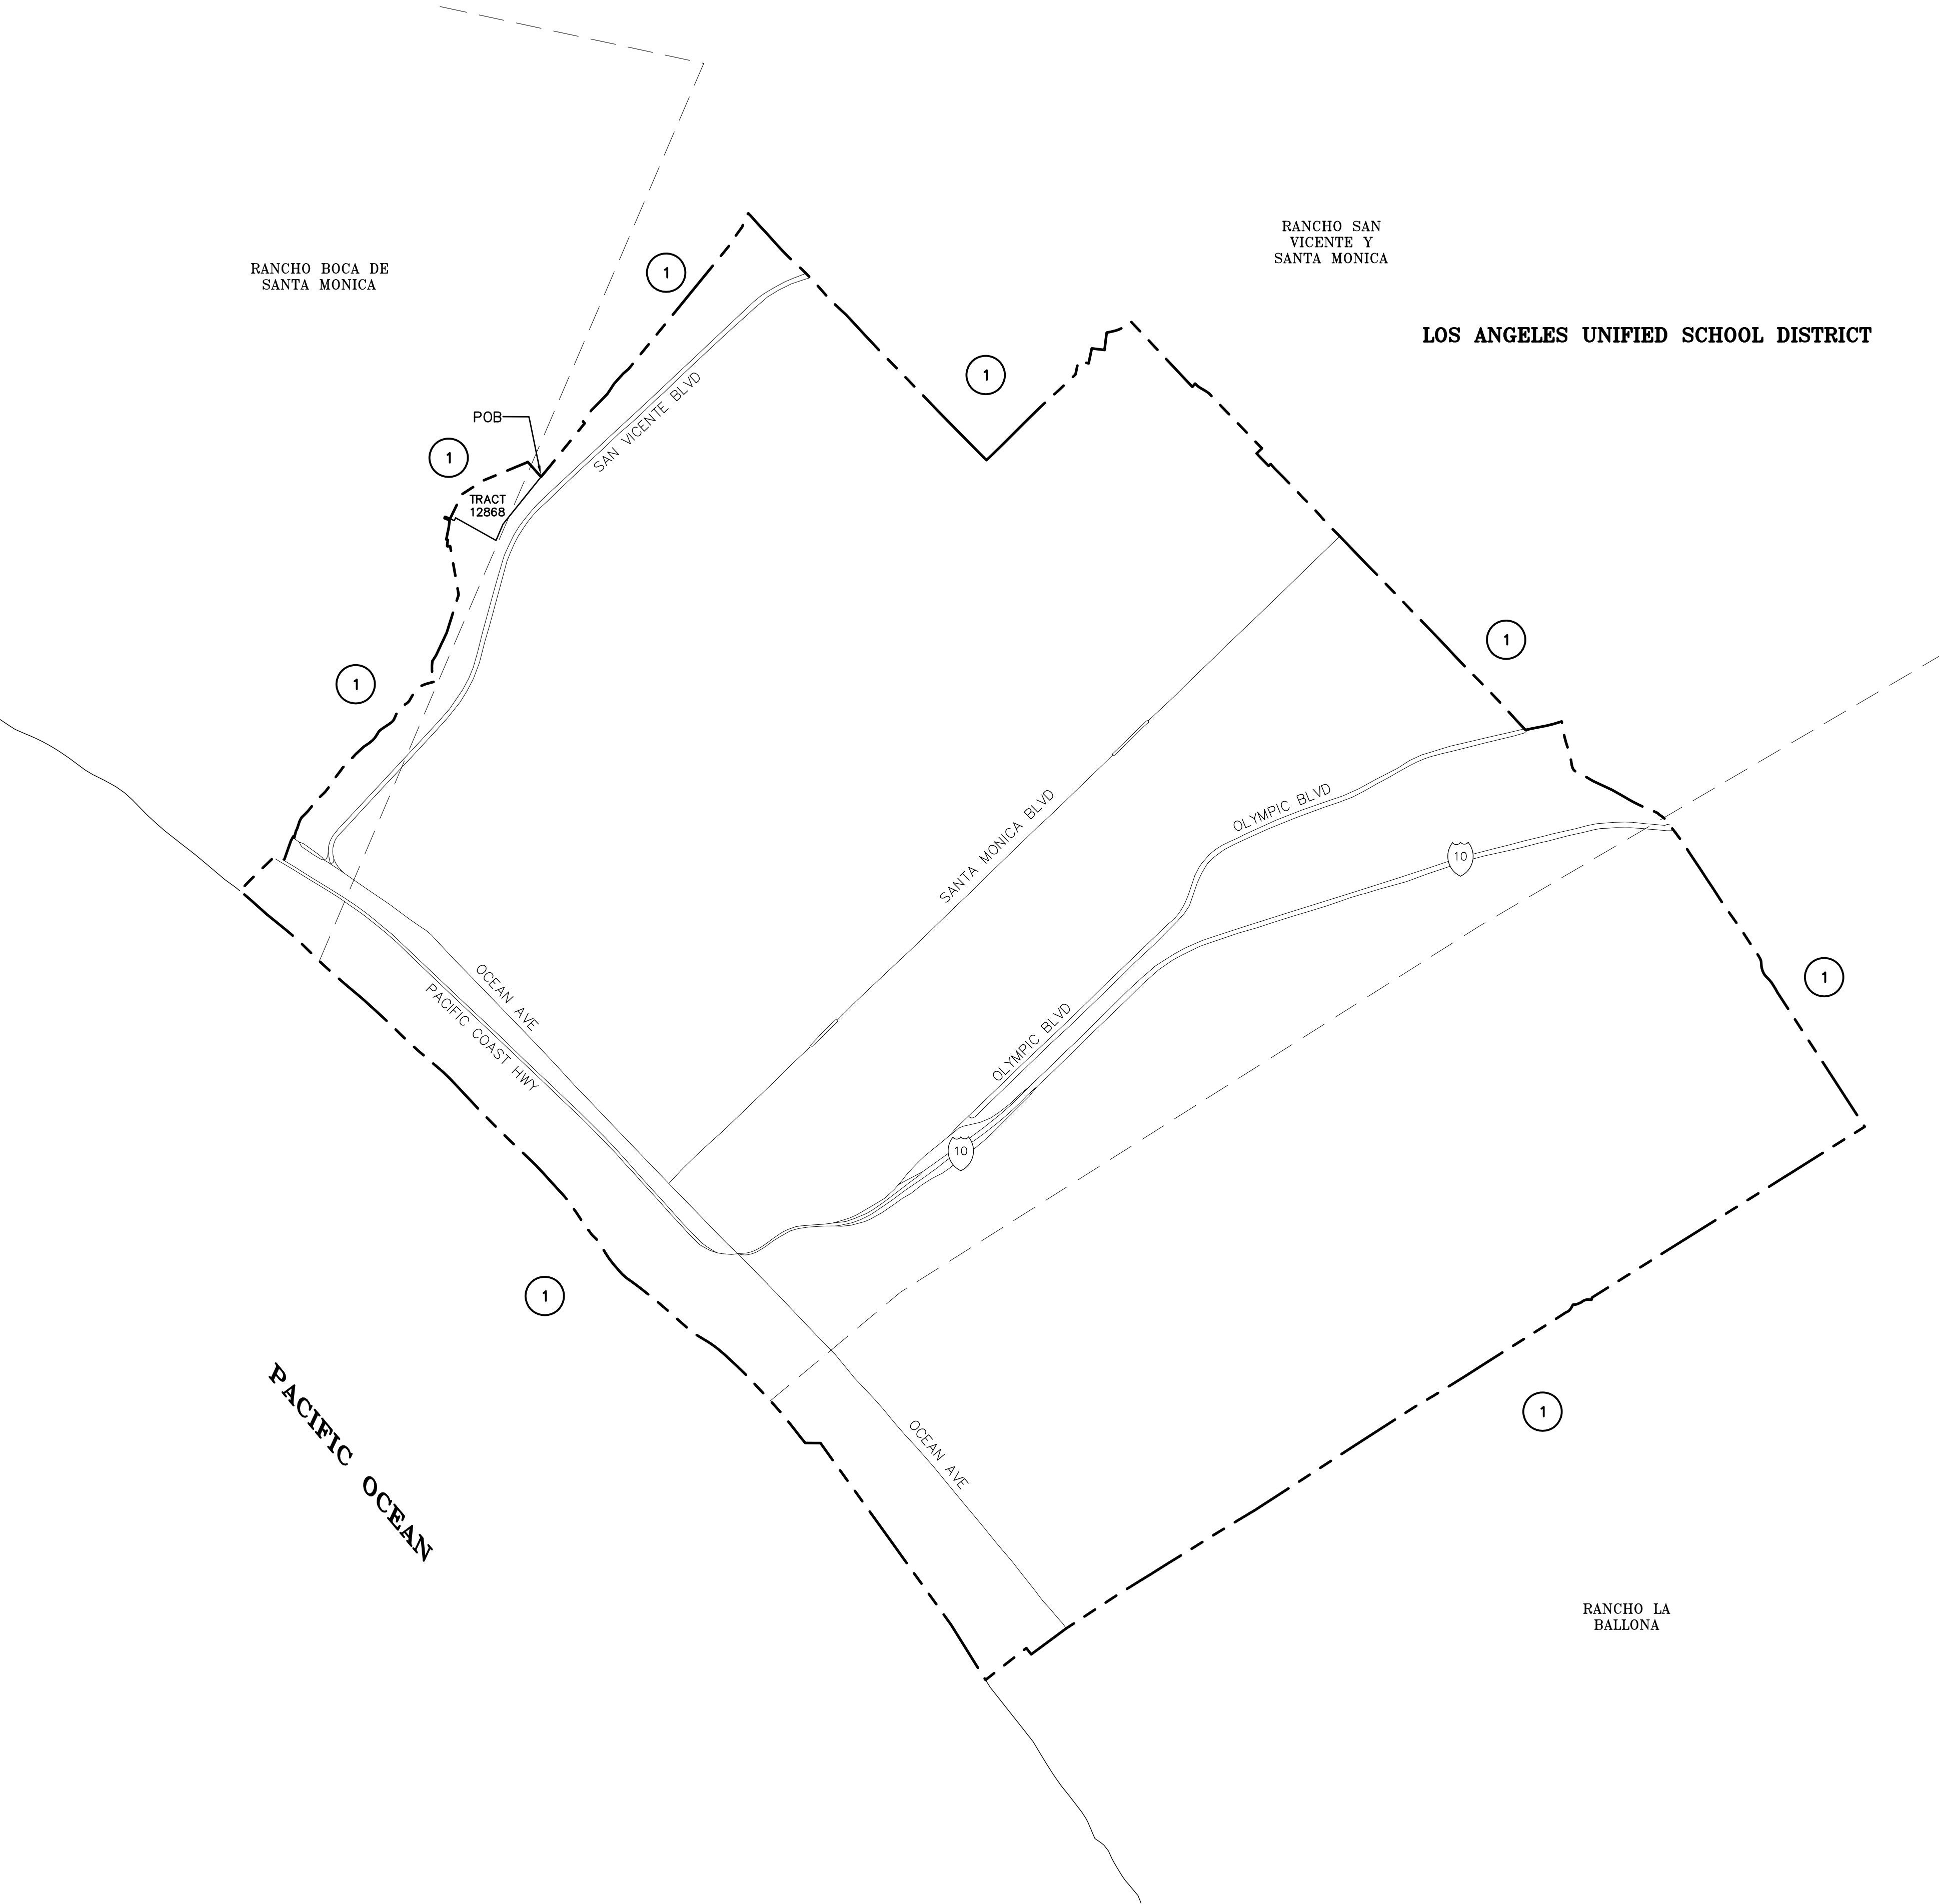 RANCHO SAN
VICENTE Y
SANTA MONICA
RANCHO BOCA DE
SANTA MONICA
1
LOS ANGELES UNIFIED SCHOOL DISTRICT
1
SAN VICENTE BLVD
POB
1
TRACT
12868
1
1
SANTA MONICA BLVD
OLYMPIC BLVD
10
1
OCEAN AVE
PACIFIC COAST HWY
OLYMPIC BLVD
10
1
PACIFIC OCEAN
1
OCEAN AVE
RANCHO LA
BALLONA